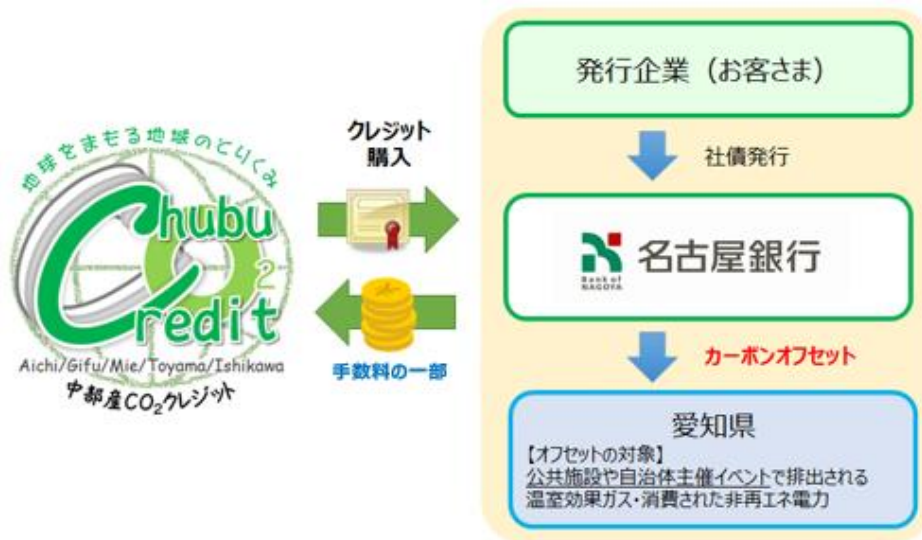 地球をまもる地域のとりくみ
Chubu
CO2
Credit
Aichi/Gifu/Mie/Toyama/Ishikawa
中部産CO₂クレジット
クレジット
購入
手数料の一部
発行企業（お客さま）
社債発行
Bank of
NAGOYA
名古屋銀行
カーボンオフセット
愛知県
【オフセットの対象】
公共施設や自治体主催イベントで排出される
温室効果ガス・消費された非再エネ電力